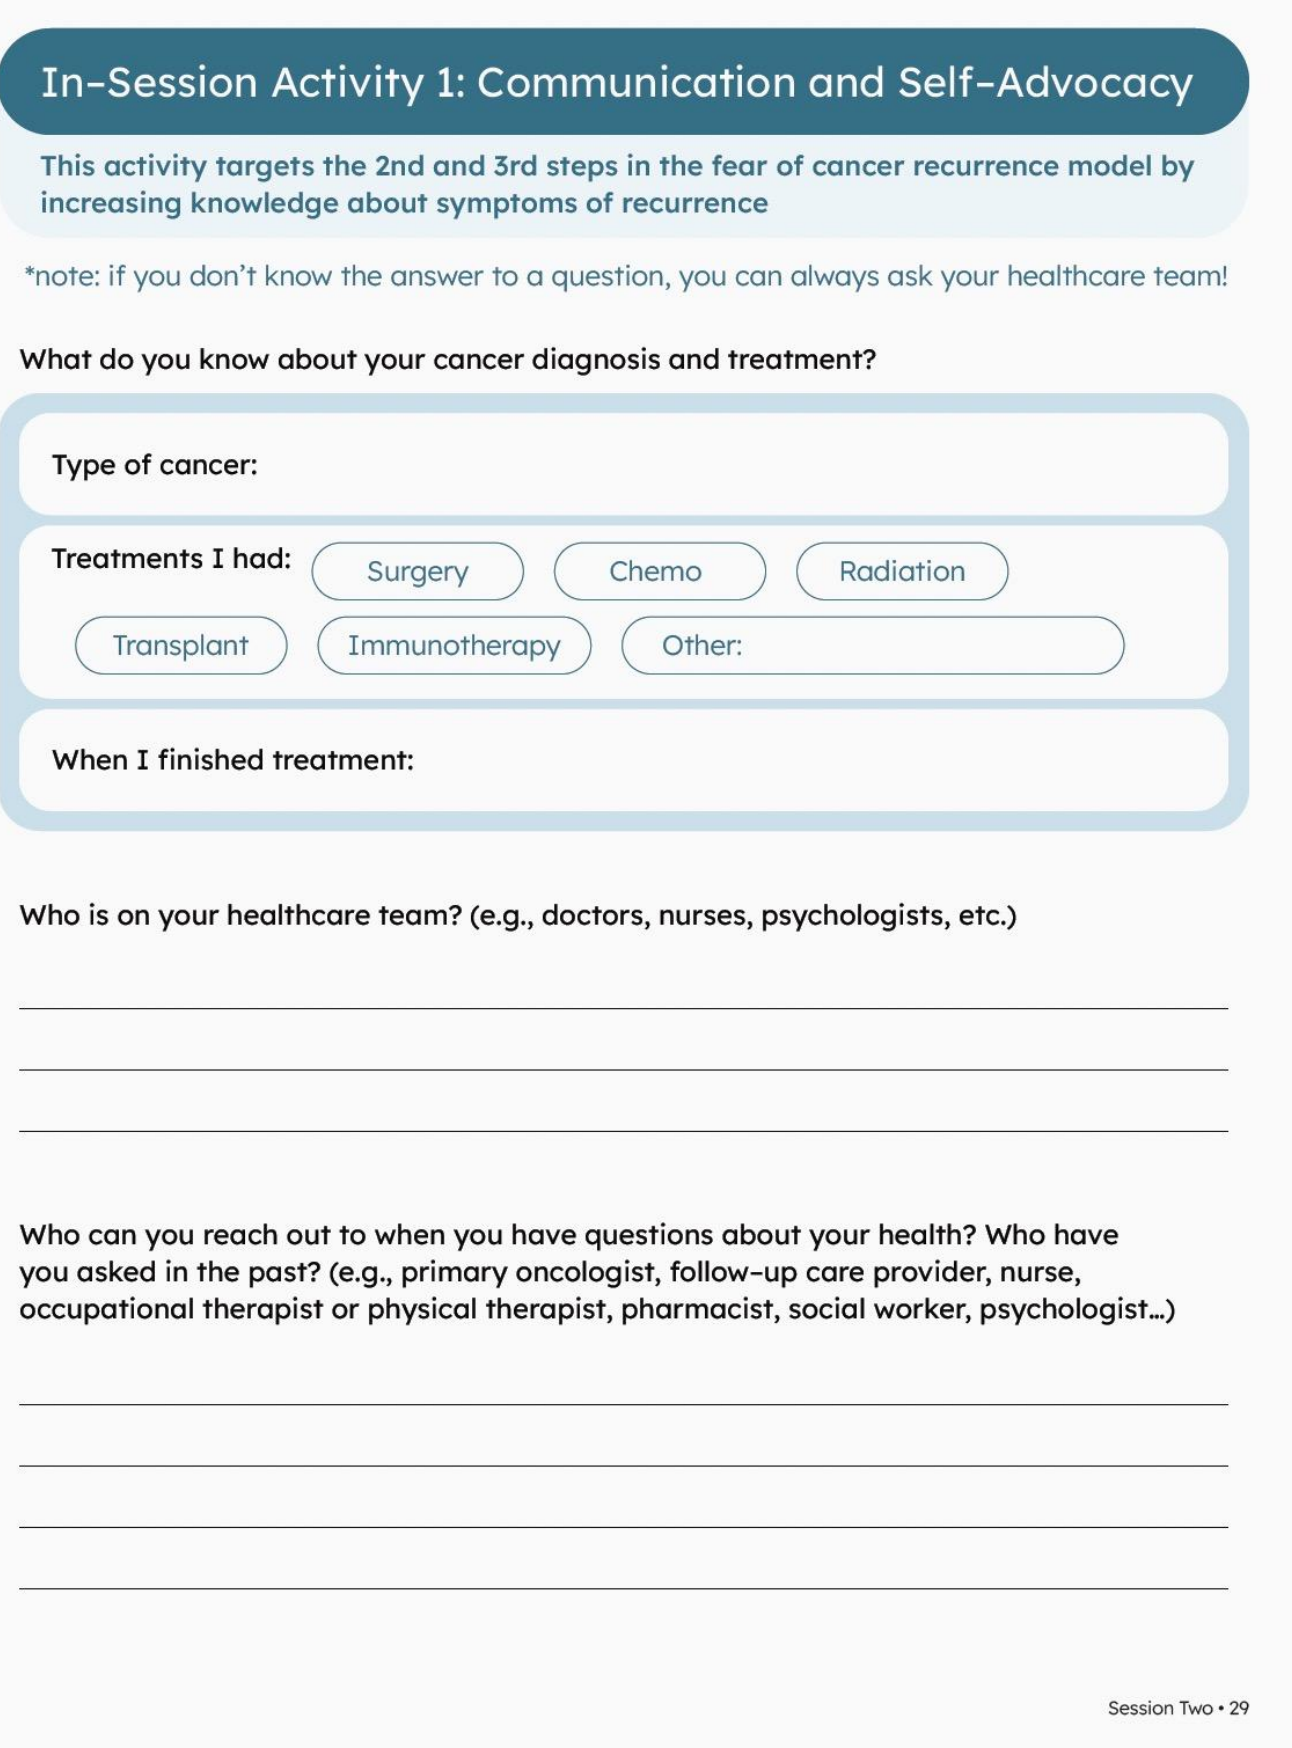 In-Session Activity 1: Communication and Self-Advocacy
This activity targets the 2nd and 3rd steps in the fear of cancer recurrence model by
increasing knowledge about symptoms of recurrence
*note: if you don't know the answer to a question, you can always ask your healthcare team!
What do you know about your cancer diagnosis and treatment?
Type of cancer:
Treatments I had: Surgery Chemo Radiation
Transplant Immunotherapy Other:
When I finished treatment:
Who is on your healthcare team? (e.g., doctors, nurses, psychologists, etc.)
Who can you reach out to when you have questions about your health? Who have
you asked in the past? (e.g., primary oncologist, follow-up care provider, nurse,
occupational therapist or physical therapist, pharmacist, social worker, psychologist...)
Session Two • 29